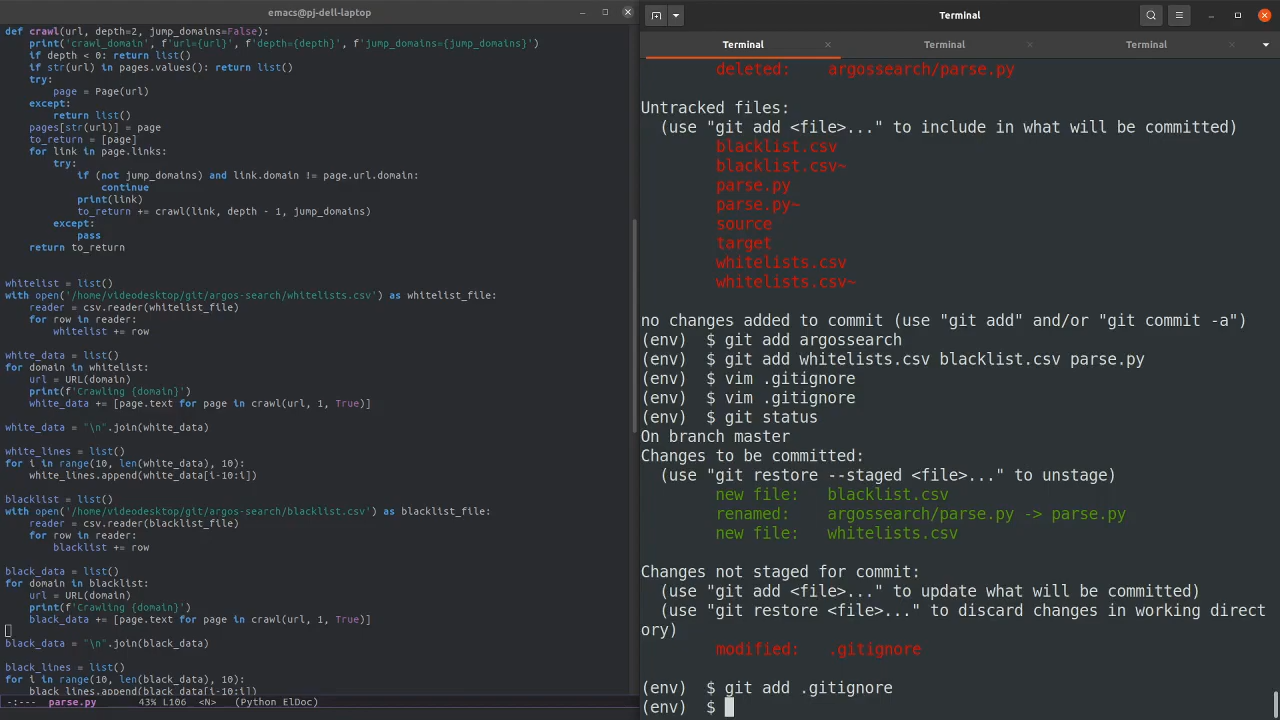 emacs@pj-dell-laptop
def crawl(url, depth=2, jump_domains=False):
    print('crawl_domain', f'url={url}', f'depth={depth}', f'jump_domains={jump_domains}')
    if depth < 0: return list()
    if str(url) in pages.values(): return list()
    try:
        page = Page(url)
    except:
        return list()
    pages[str(url)] = page
    to_return = [page]
    for link in page.links:
        try:
            if (not jump_domains) and link.domain != page.url.domain:
                continue
            print(link)
            to_return += crawl(link, depth - 1, jump_domains)
        except:
            pass
    return to_return
whitelist = list()
with open('/home/videodesktop/git/argos-search/whitelists.csv') as whitelist_file:
    reader = csv.reader(whitelist_file)
    for row in reader:
        whitelist += row
white_data = list()
for domain in whitelist:
    url = URL(domain)
    print(f'Crawling {domain}')
    white_data += [page.text for page in crawl(url, 1, True)]
white_data = "\n".join(white_data)
white_lines = list()
for i in range(10, len(white_data), 10):
    white_lines.append(white_data[i-10:i])
blacklist = list()
with open('/home/videodesktop/git/argos-search/blacklist.csv') as blacklist_file:
    reader = csv.reader(blacklist_file)
    for row in reader:
        blacklist += row
black_data = list()
for domain in blacklist:
    url = URL(domain)
    print(f'Crawling {domain}')
    black_data += [page.text for page in crawl(url, 1, True)]
black_data = "\n".join(black_data)
black_lines = list()
for i in range(10, len(black_data), 10):
    black_lines.append(black_data[i-10:i])
-:--- parse.py 43% L106 <N> (Python ElDoc)
Terminal
Terminal Terminal Terminal
deleted: argossearch/parse.py
Untracked files:
(use "git add <file>..." to include in what will be committed)
blacklist.csv
blacklist.csv~
parse.py
parse.py~
source
target
whitelists.csv
whitelists.csv~
no changes added to commit (use "git add" and/or "git commit -a")
(env) $ git add argossearch
(env) $ git add whitelists.csv blacklist.csv parse.py
(env) $ vim .gitignore
(env) $ vim .gitignore
(env) $ git status
On branch master
Changes to be committed:
(use "git restore --staged <file>..." to unstage)
new file: blacklist.csv
renamed: argossearch/parse.py -> parse.py
new file: whitelists.csv
Changes not staged for commit:
(use "git add <file>..." to update what will be committed)
(use "git restore <file>..." to discard changes in working direct
ory)
modified: .gitignore
(env) $ git add .gitignore
(env) $